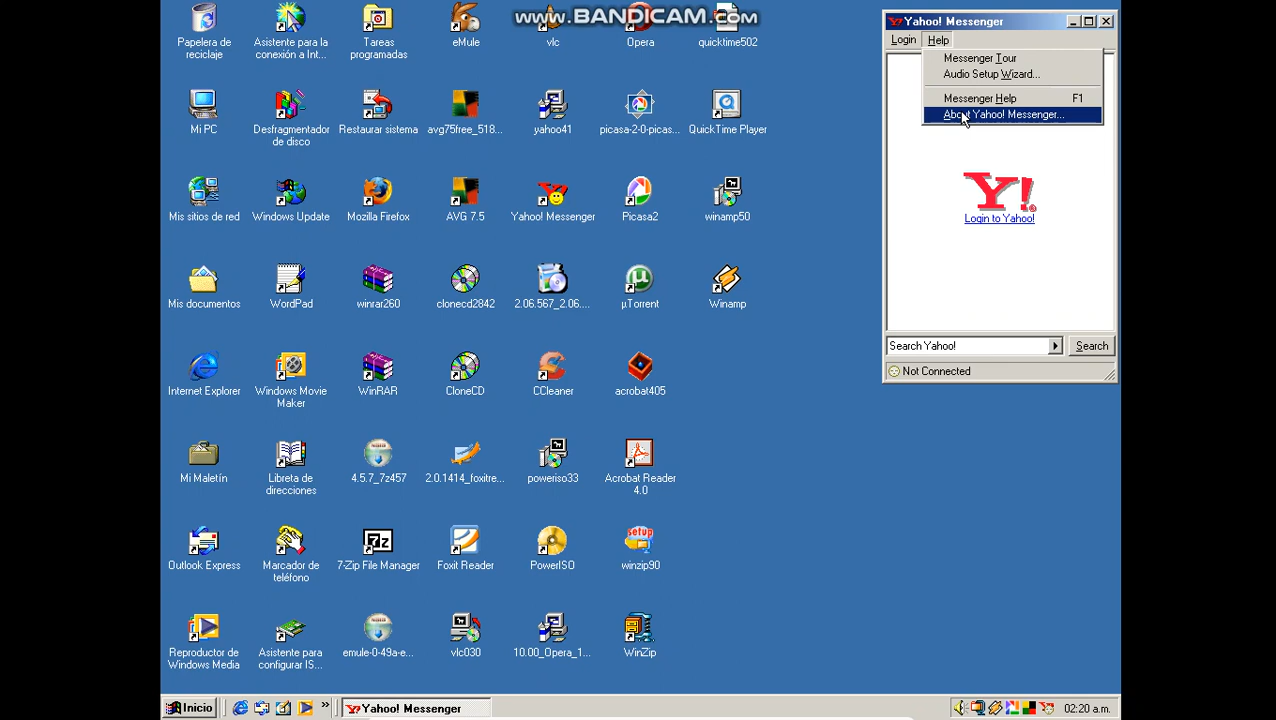 www.BANDICAM.com
Papelera de
reciclaje
Asistente para la
conexión a Int...
Tareas
programadas
eMule
vlc
Opera
quicktime502
Mi PC
Desfragmentador
de disco
Restaurar sistema
avg75free_518...
yahoo41
picasa-2-0-picas...
QuickTime Player
Mis sitios de red
Windows Update
Mozilla Firefox
AVG 7.5
Yahoo! Messenger
Picasa2
winamp50
Mis documentos
WordPad
winrar260
clonecd2842
2.06.567_2.06....
µTorrent
Winamp
Internet Explorer
Windows Movie
Maker
WinRAR
CloneCD
CCleaner
acrobat405
Mi Maletín
Libreta de
direcciones
4.5.7_7z457
2.0.1414_foxitre...
poweriso33
Acrobat Reader
4.0
Outlook Express
Marcador de
teléfono
7-Zip File Manager
Foxit Reader
PowerISO
setup
winzip90
Reproductor de
Windows Media
Asistente para
configurar IS...
emule-0-49a-e...
vlc030
10.00_Opera_1...
WinZip
Yahoo! Messenger
Login Help
Messenger Tour
Audio Setup Wizard...
Messenger Help F1
About Yahoo! Messenger...
Y!
Login to Yahoo!
Search Yahoo! Search
Not Connected
Inicio
Yahoo! Messenger
02:20 a.m.